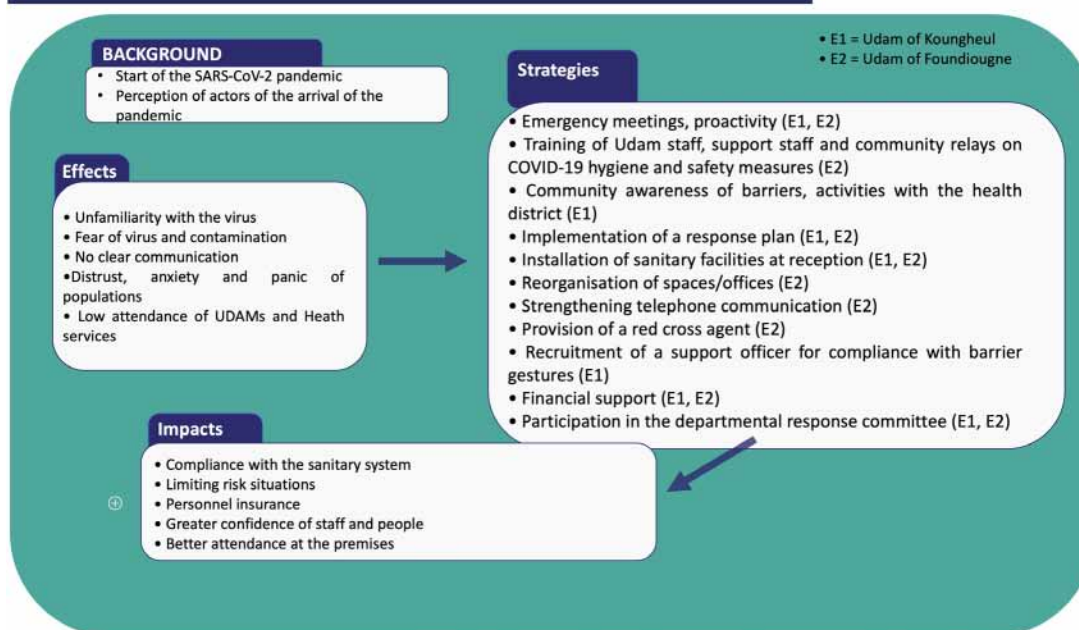 BACKGROUND
• Start of the SARS-CoV-2 pandemic
• Perception of actors of the arrival of the
pandemic
• E1 = Udam of Koungheul
• E2 = Udam of Foundiougne
Effects
• Unfamiliarity with the virus
• Fear of virus and contamination
• No clear communication
•Distrust, anxiety and panic of
populations
• Low attendance of UDAMs and Heath
services
Strategies
• Emergency meetings, proactivity (E1, E2)
• Training of Udam staff, support staff and community relays on
COVID-19 hygiene and safety measures (E2)
• Community awareness of barriers, activities with the health
district (E1)
• Implementation of a response plan (E1, E2)
• Installation of sanitary facilities at reception (E1, E2)
• Reorganisation of spaces/offices (E2)
• Strengthening telephone communication (E2)
• Provision of a red cross agent (E2)
• Recruitment of a support officer for compliance with barrier
gestures (E1)
• Financial support (E1, E2)
• Participation in the departmental response committee (E1, E2)
Impacts
• Compliance with the sanitary system
• Limiting risk situations
• Personnel insurance
• Greater confidence of staff and people
• Better attendance at the premises